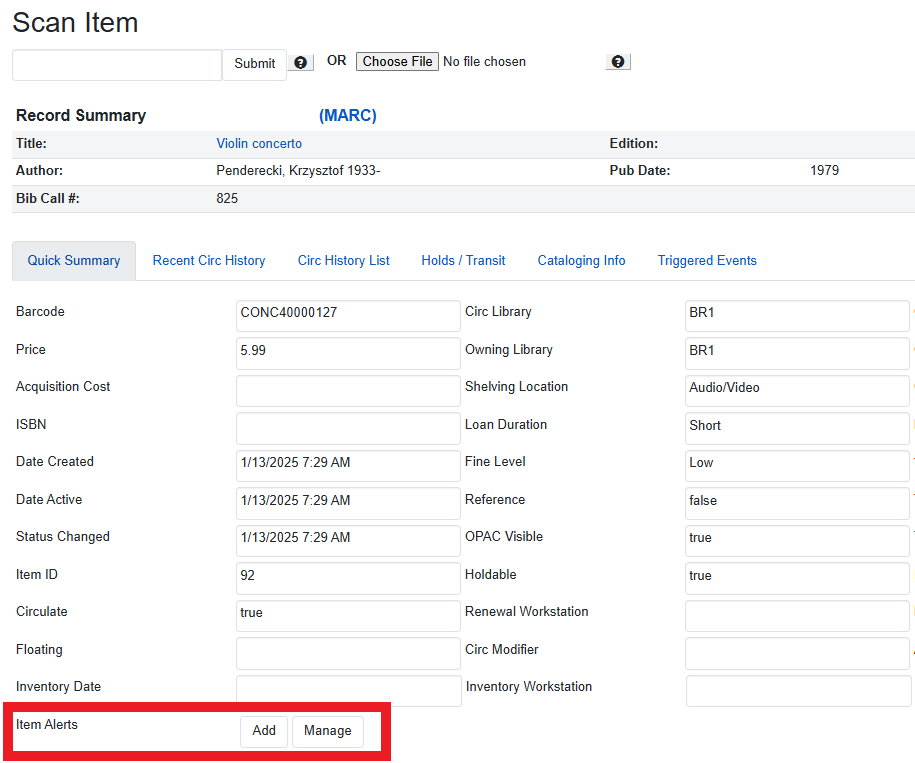 Scan Item
Submit OR Choose File No file chosen
Record Summary (MARC)
Title: Violin concerto Edition:
Author: Penderecki, Krzysztof 1933- Pub Date: 1979
Bib Call #: 825
Quick Summary Recent Circ History Circ History List Holds / Transit Cataloging Info Triggered Events
Barcode CONC40000127 Circ Library BR1
Price 5.99 Owning Library BR1
Acquisition Cost Shelving Location Audio/Video
ISBN Loan Duration Short
Date Created 1/13/2025 7:29 AM Fine Level Low
Date Active 1/13/2025 7:29 AM Reference false
Status Changed 1/13/2025 7:29 AM OPAC Visible true
Item ID 92 Holdable true
Circulate true Renewal Workstation
Floating Circ Modifier
Inventory Date Inventory Workstation
Item Alerts Add Manage